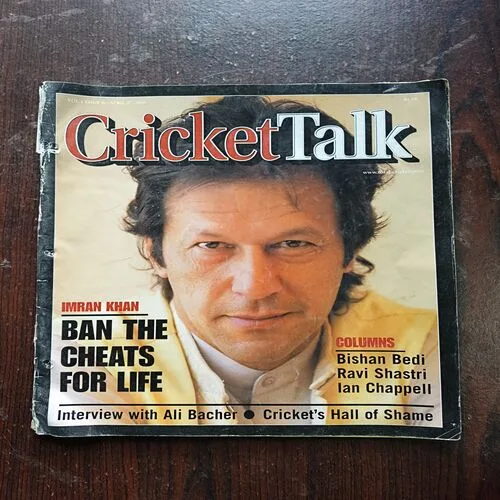 CricketTalk
IMRAN KHAN
BAN THE
CHEATS
FOR LIFE
COLUMNS
Bishan Bedi
Ravi Shastri
Ian Chappell
Interview with Ali Bacher ● Cricket's Hall of Shame